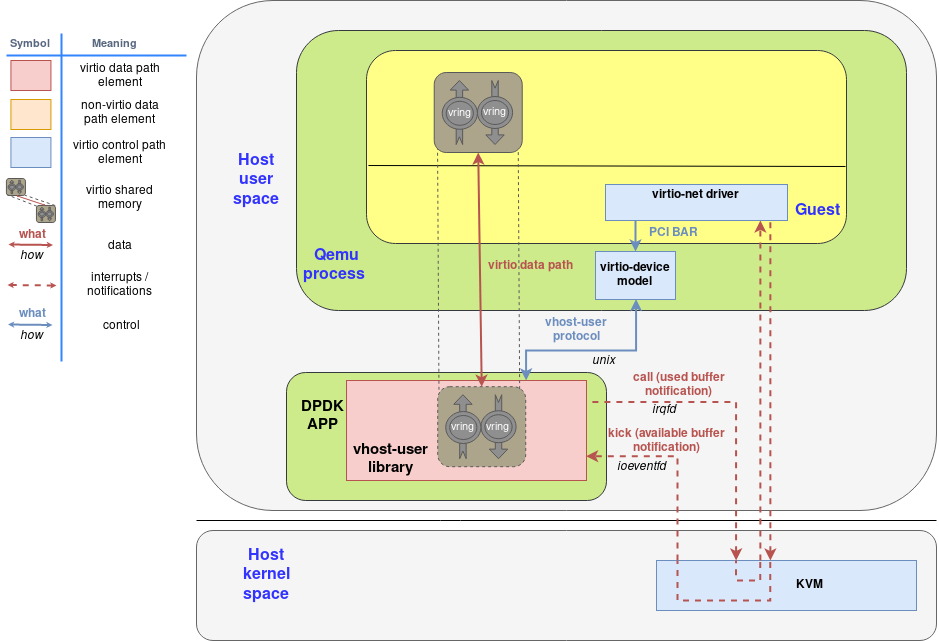 Symbol Meaning
virtio data path
element
non-virtio data
path element
virtio control path
element
virtio shared
memory
what
how
data
interrupts /
notifications
what
how
control
Host
user
space
Qemu
process
vring vring
virtio-net driver
Guest
PCI BAR
virtio-device
model
virtio data path
vhost-user
protocol
unix
DPDK
APP
vhost-user
library
vring vring
call (used buffer
notification)
irqfd
kick (available buffer
notification)
ioeventfd
Host
kernel
space
KVM